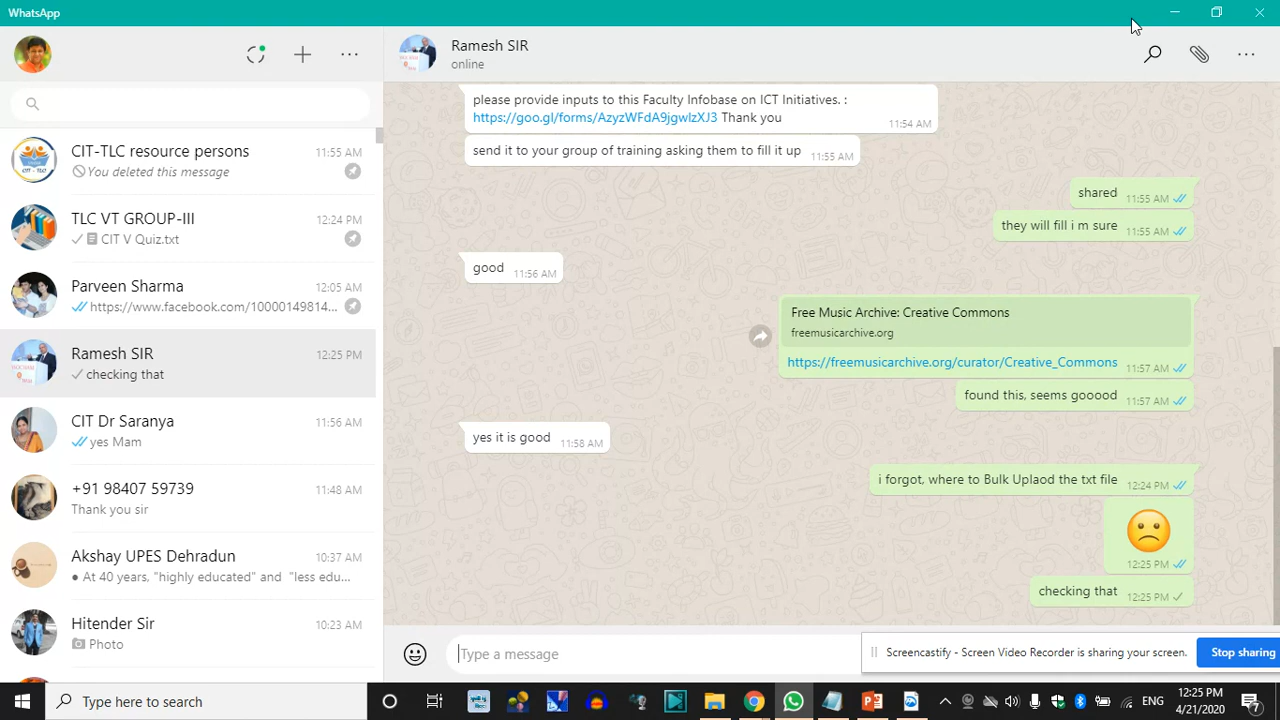 WhatsApp
Ramesh SIR
online
CIT-TLC resource persons 11:55 AM
You deleted this message
TLC VT GROUP-III 12:24 PM
CIT V Quiz.txt
Parveen Sharma 12:05 AM
https://www.facebook.com/10000149814...
Ramesh SIR 12:25 PM
checking that
CIT Dr Saranya 11:56 AM
yes Mam
+91 98407 59739 11:48 AM
Thank you sir
Akshay UPES Dehradun 10:37 AM
● At 40 years, "highly educated" and "less edu...
Hitender Sir 10:23 AM
Photo
please provide inputs to this Faculty Infobase on ICT Initiatives. :
https://goo.gl/forms/AzyzWFdA9jgwlzXJ3 Thank you 11:54 AM
send it to your group of training asking them to fill it up 11:55 AM
shared 11:55 AM
they will fill i m sure 11:55 AM
good 11:56 AM
Free Music Archive: Creative Commons
freemusicarchive.org
https://freemusicarchive.org/curator/Creative_Commons 11:57 AM
found this, seems gooood 11:57 AM
yes it is good 11:58 AM
i forgot, where to Bulk Uplaod the txt file 12:24 PM
12:25 PM
checking that 12:25 PM
Type a message
Screencastify - Screen Video Recorder is sharing your screen. Stop sharing
Type here to search
ENG
12:25 PM
4/21/2020
7